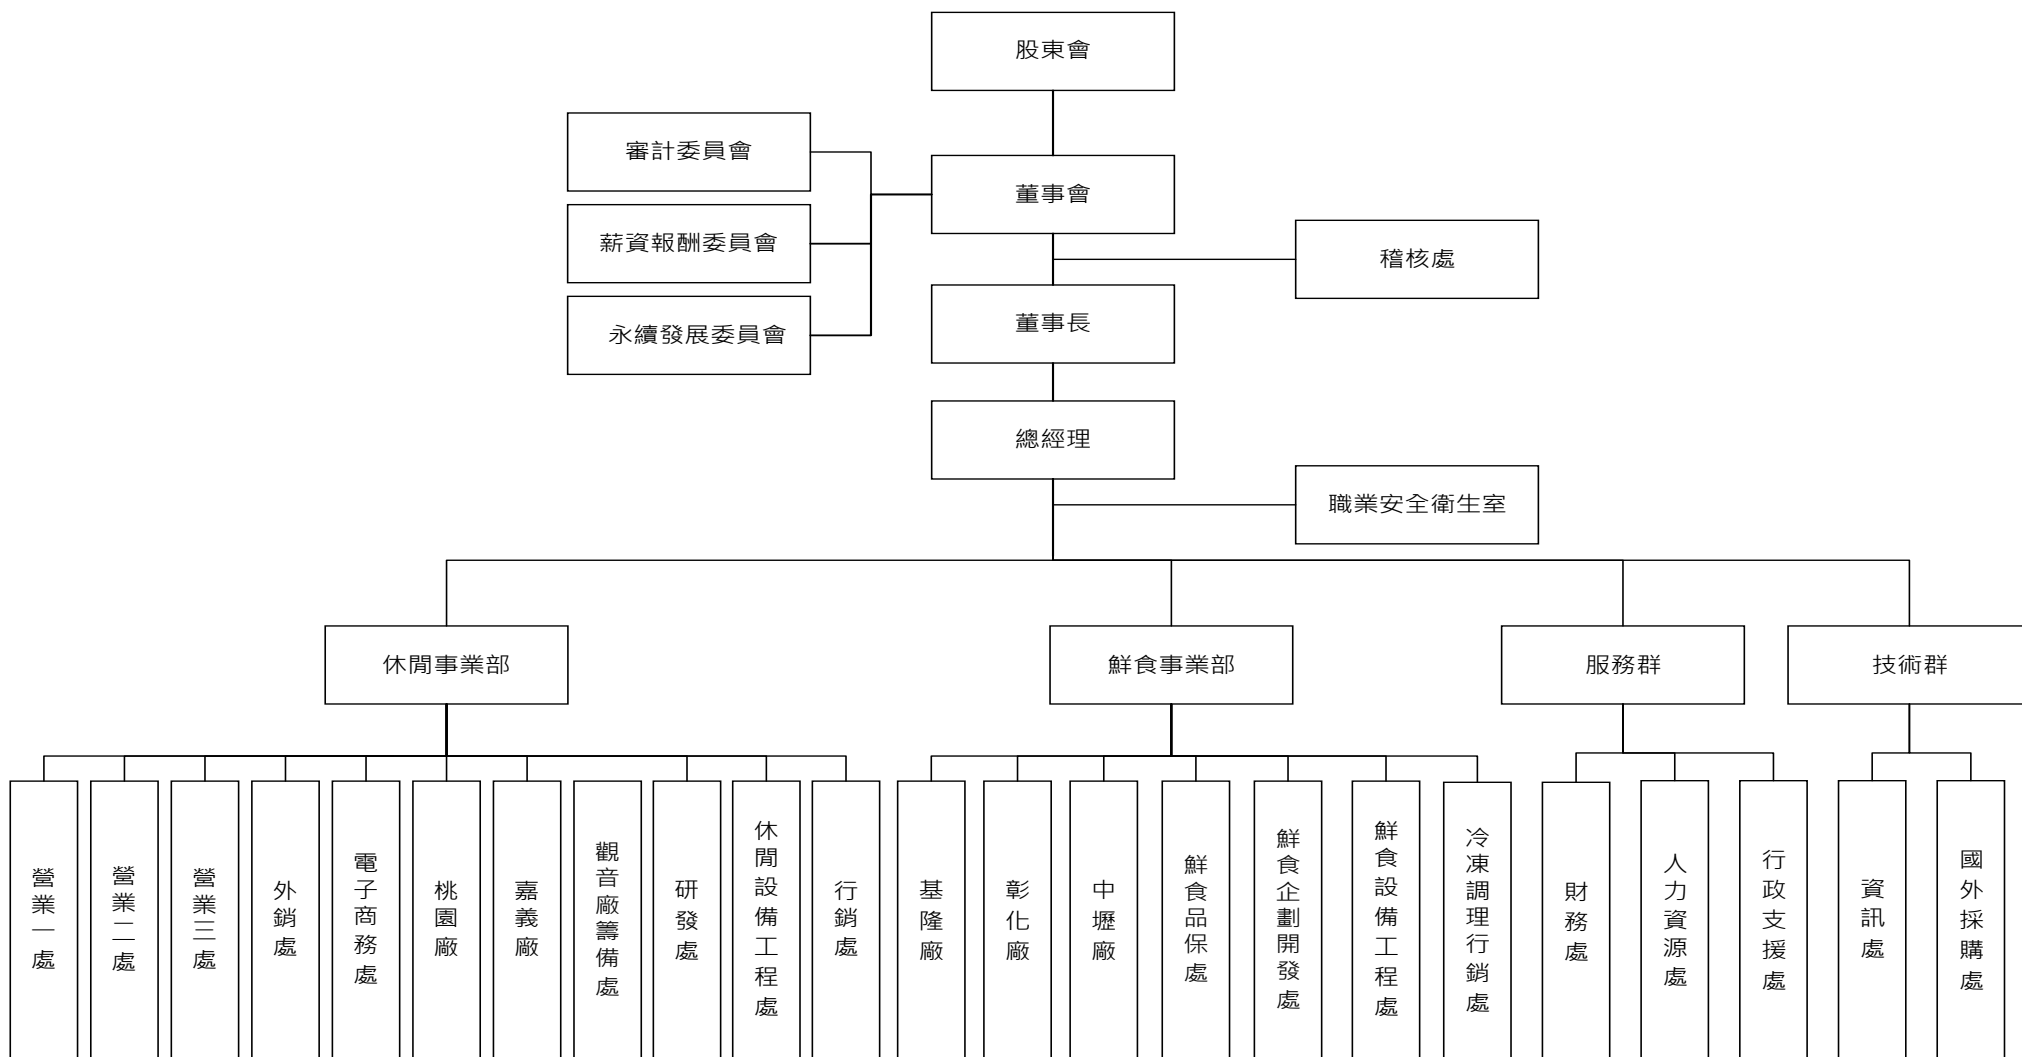 股東會
審計委員會
董事會
薪資報酬委員會
稽核處
永續發展委員會
董事長
總經理
職業安全衛生室
休閒事業部
鮮食事業部
服務群
技術群
營業一處
營業二處
營業三處
外銷處
電子商務處
桃園廠
嘉義廠
觀音廠籌備處
研發處
休閒設備工程處
行銷處
基隆廠
彰化廠
中壢廠
鮮食品保處
鮮食企劃開發處
鮮食設備工程處
冷凍調理行銷處
財務處
人力資源處
行政支援處
資訊處
國外採購處